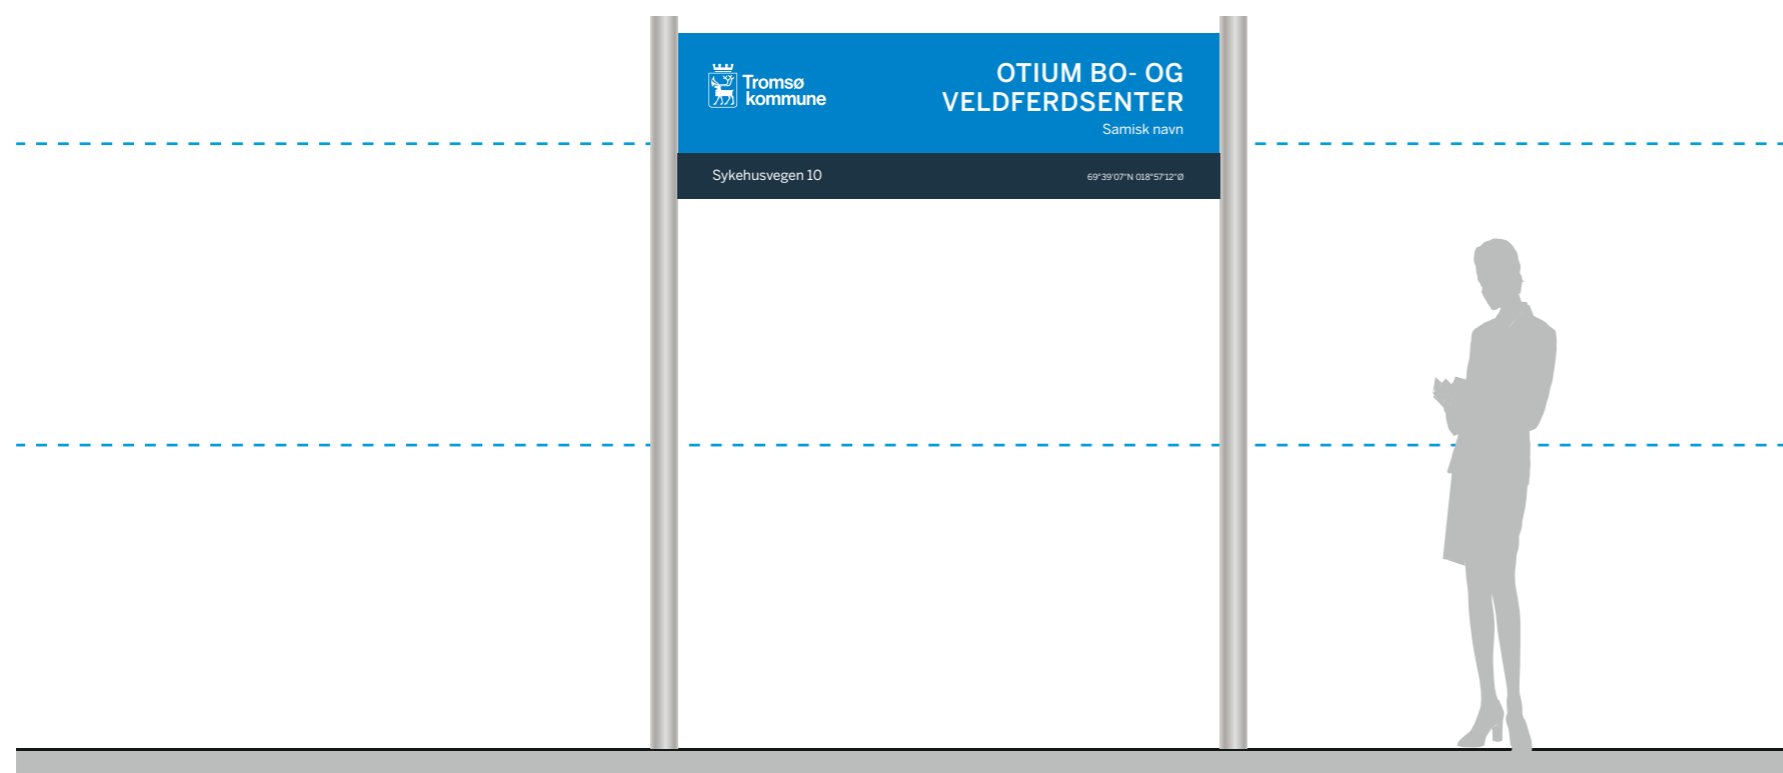 Tromsø
kommune
OTIUM BO- OG
VELDFERDSENTER
Samisk navn
Sykehusvegen 10
69°39'07"N 018°57'12"Ø